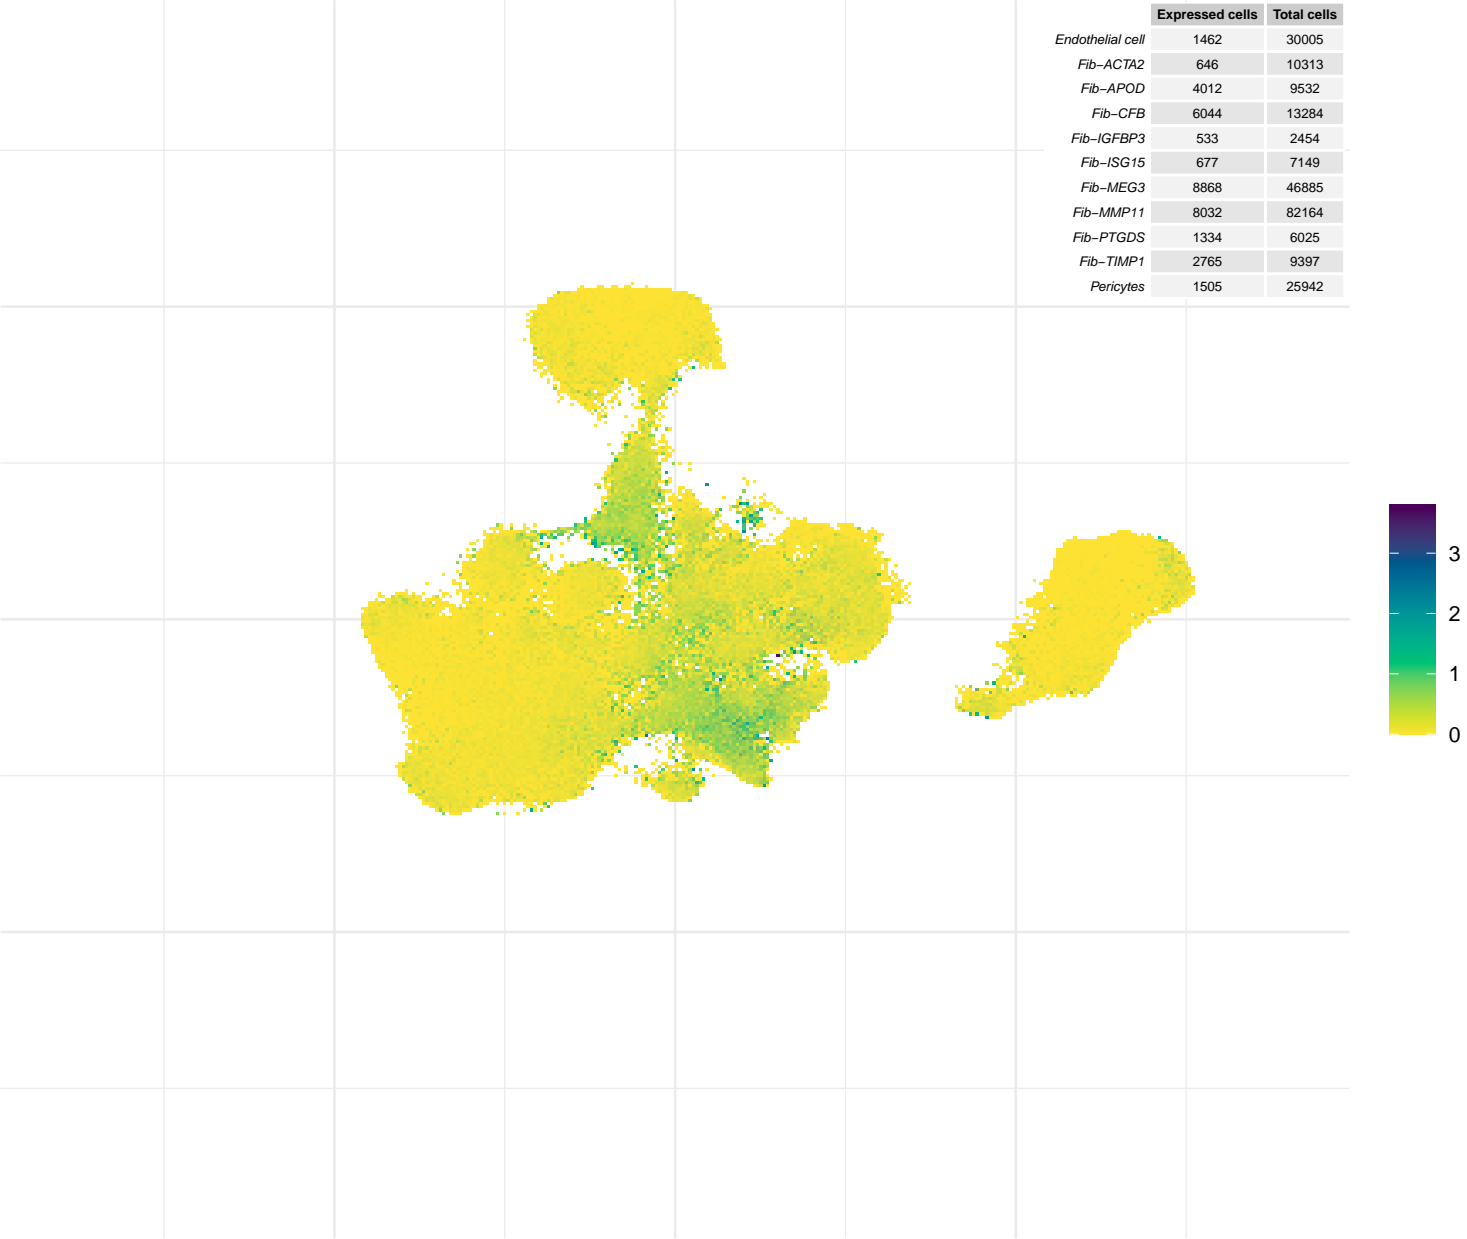 Expressed cells Total cells
Endothelial cell 1462 30005
Fib−ACTA2 646 10313
Fib−APOD 4012 9532
Fib−CFB 6044 13284
Fib−IGFBP3 533 2454
Fib−ISG15 677 7149
Fib−MEG3 8868 46885
Fib−MMP11 8032 82164
Fib−PTGDS 1334 6025
Fib−TIMP1 2765 9397
Pericytes 1505 25942
3
2
1
0